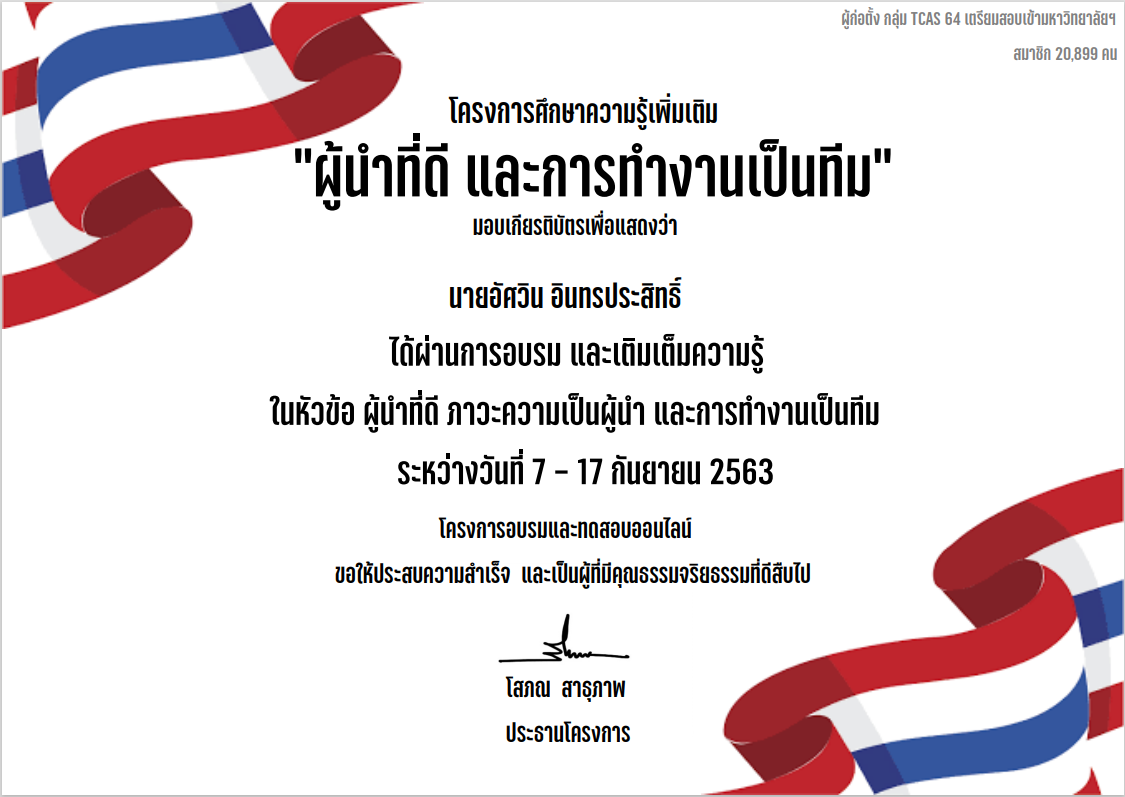 ผู้ก่อตั้ง กลุ่ม TCAS 64 เตรียมสอบเข้ามหาวิทยาลัยฯ
สมาชิก 20,899 คน
โครงการศึกษาความรู้เพิ่มเติม
"ผู้นำที่ดี และการทำงานเป็นทีม"
มอบเกียรติบัตรเพื่อแสดงว่า
นายอัศวิน อินทรประสิทธิ์
ได้ผ่านการอบรม และเติมเต็มความรู้
ในหัวข้อ ผู้นำที่ดี ภาวะความเป็นผู้นำ และการทำงานเป็นทีม
ระหว่างวันที่ 7 – 17 กันยายน 2563
โครงการอบรมและทดสอบออนไลน์
ขอให้ประสบความสำเร็จ และเป็นผู้ที่มีคุณธรรมจริยธรรมที่ดีสืบไป
โสภณ สาธุภาพ
ประธานโครงการ